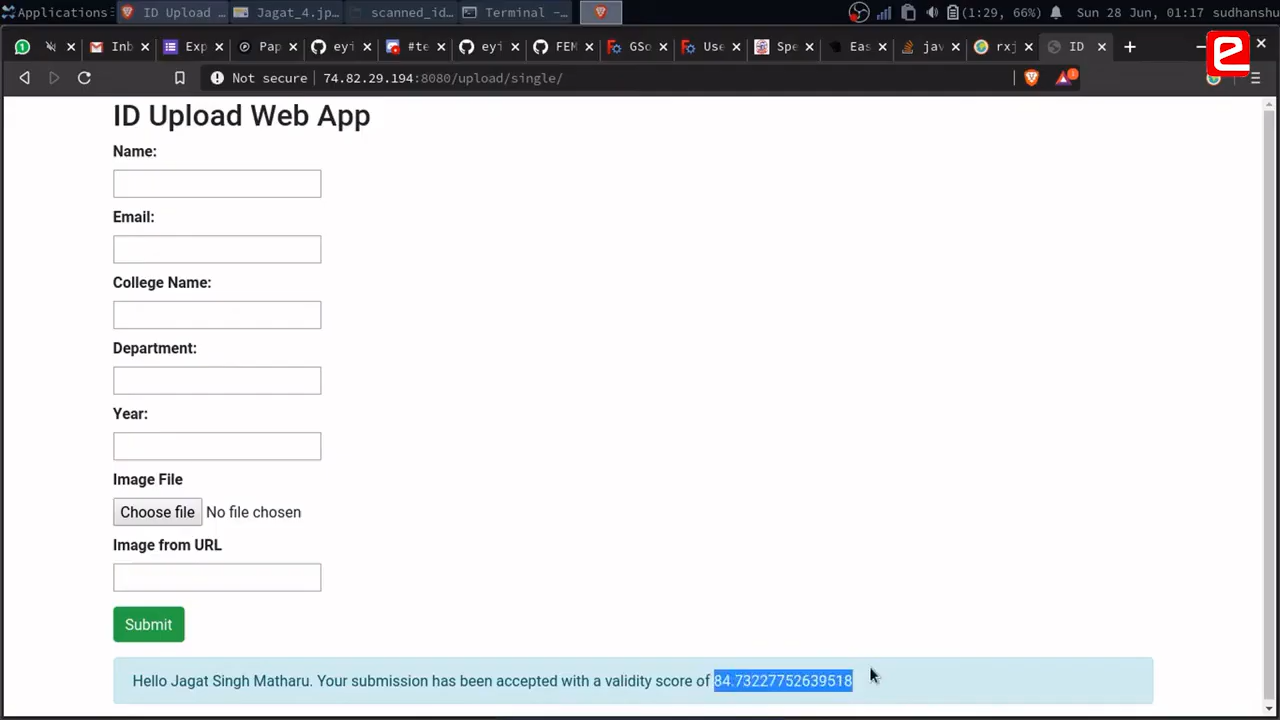 Applications
ID Upload ...
Jagat_4.jp...
scanned_id...
Terminal -...
(1:29, 66%)
Sun 28 Jun, 01:17
sudhanshu
Inb
Exp
Pap
eyi
#te
eyi
FEM
GSo
Use
Spe
Eas
jav
rxj
ID
Not secure
74.82.29.194:8080/upload/single/
ID Upload Web App
Name:
Email:
College Name:
Department:
Year:
Image File
Choose file No file chosen
Image from URL
Submit
Hello Jagat Singh Matharu. Your submission has been accepted with a validity score of 84.73227752639518